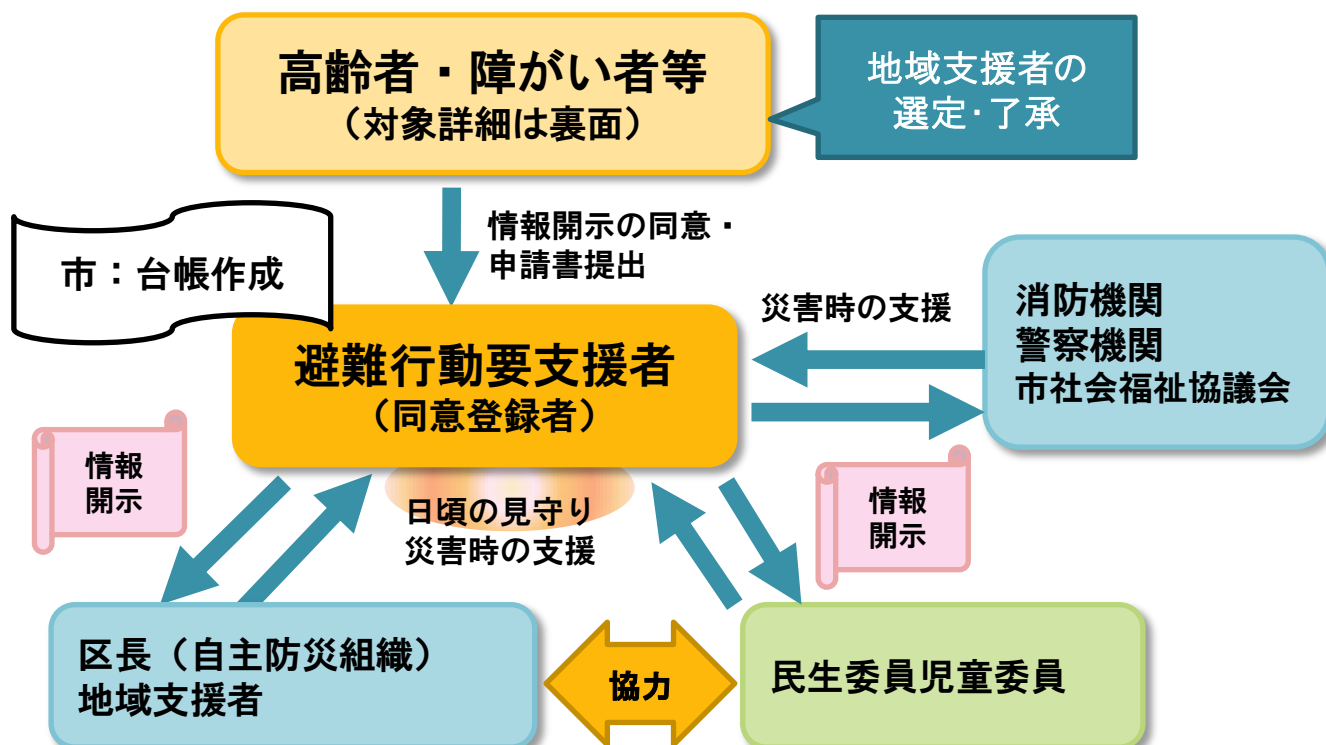 高齢者・障がい者等
（対象詳細は裏面）
地域支援者の
選定・了承
情報開示の同意・
申請書提出
市：台帳作成
避難行動要支援者
（同意登録者）
災害時の支援
消防機関
警察機関
市社会福祉協議会
情報
開示
日頃の見守り
災害時の支援
情報
開示
区長（自主防災組織）
地域支援者
協力
民生委員児童委員